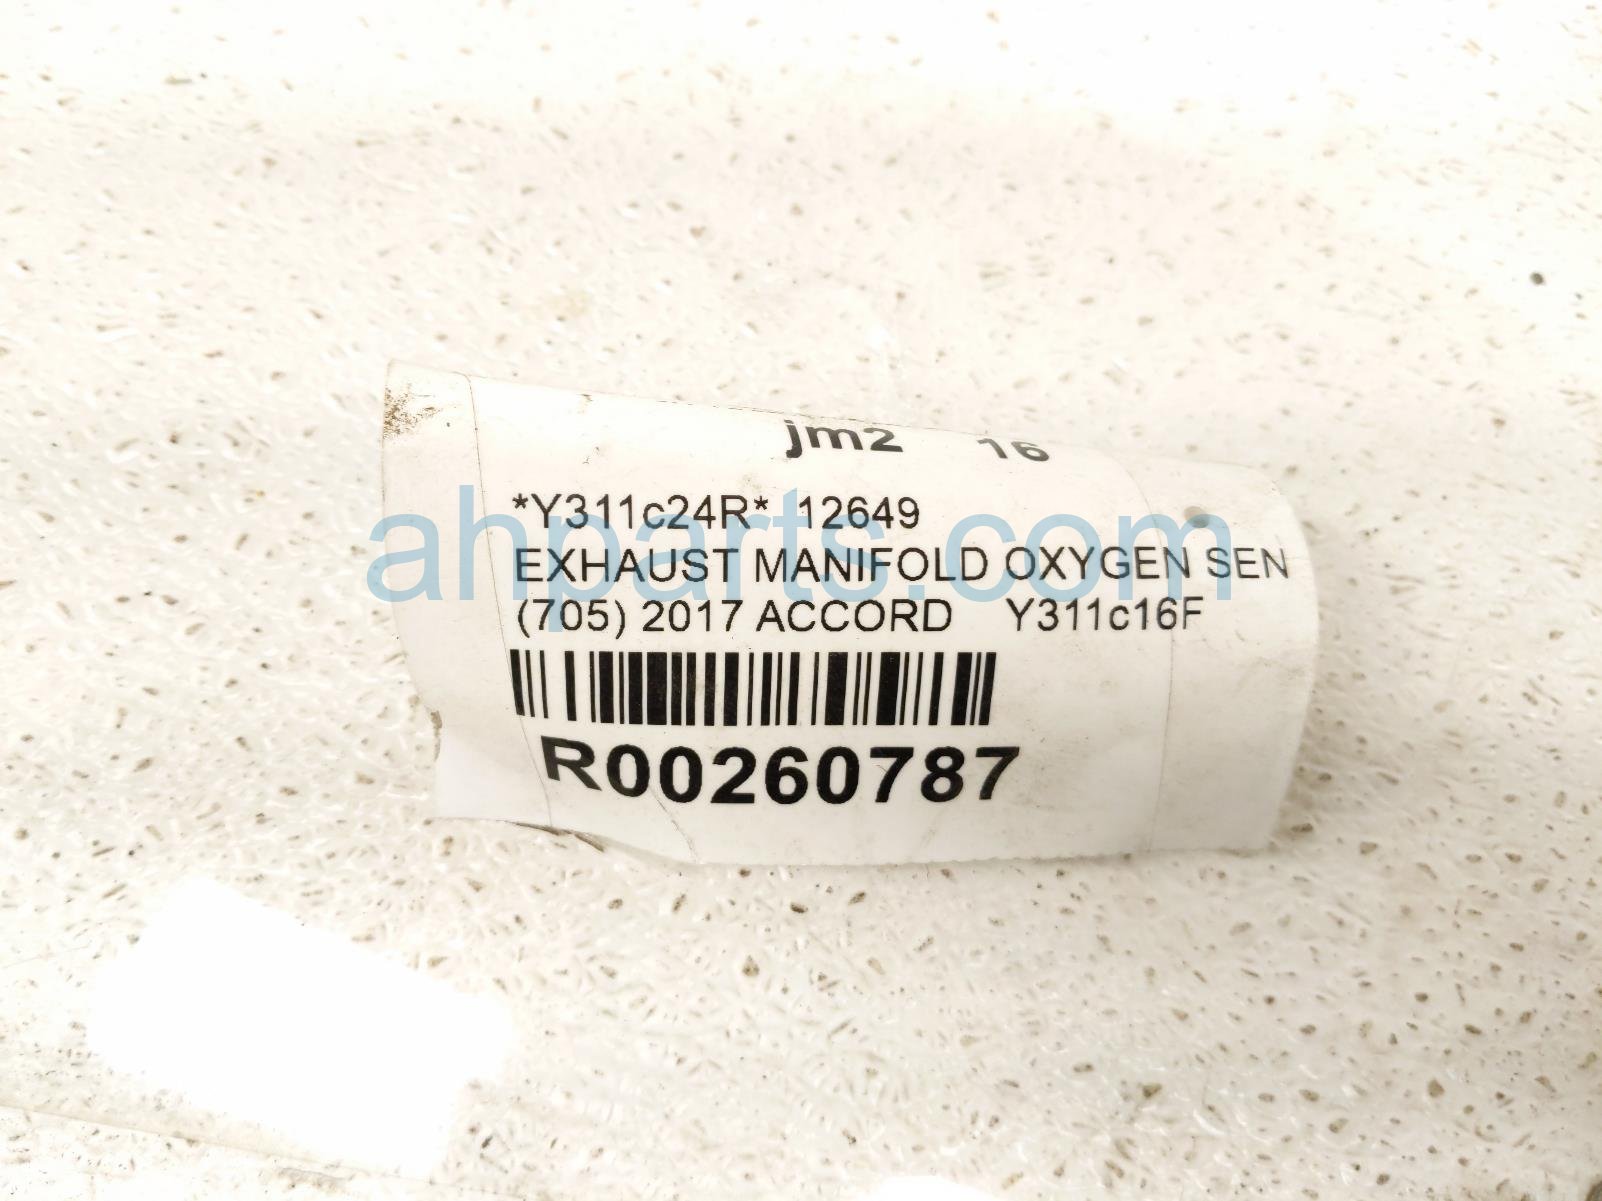 jm2 16
*Y311c24R* 12649
EXHAUST MANIFOLD OXYGEN SEN
(705) 2017 ACCORD Y311c16F
R00260787
ahparts.com